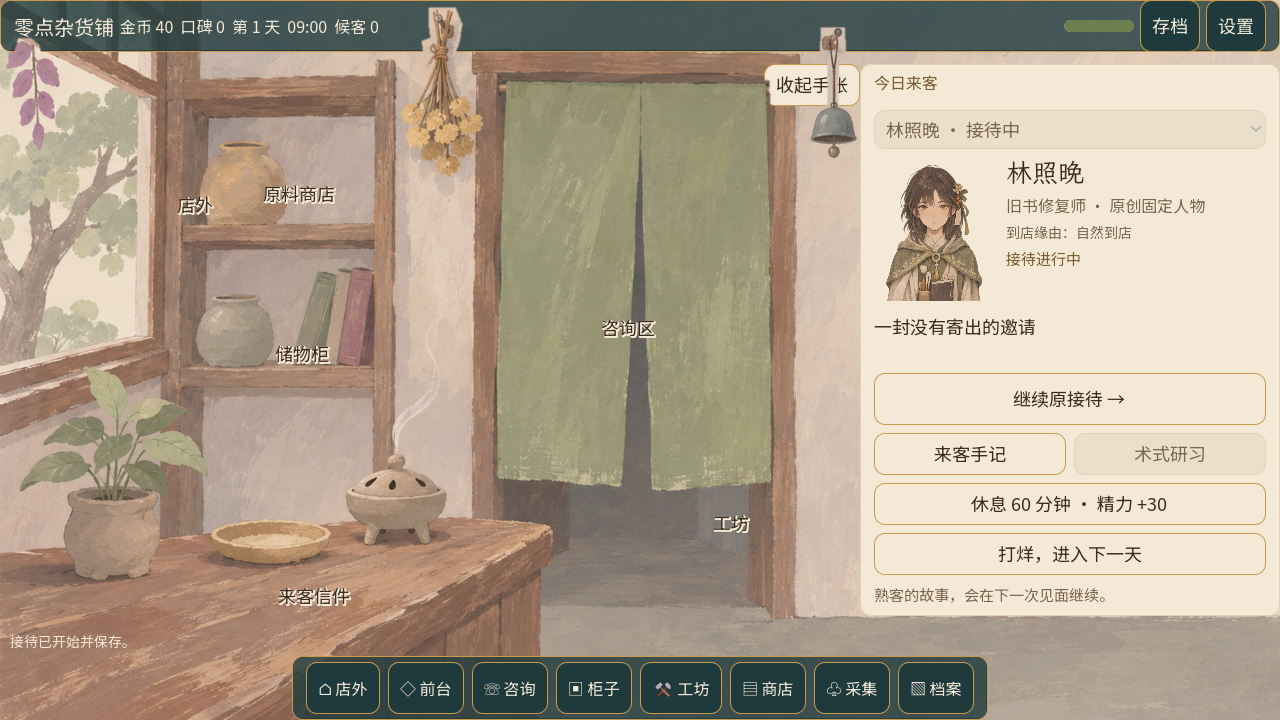 零点杂货铺 金币 40 口碑 0 第 1 天 09:00 候客 0
存档
设置
收起手张
今日来客
林照晚 · 接待中
林照晚
旧书修复师 · 原创固定人物
到店缘由：自然到店
接待进行中
一封没有寄出的邀请
继续原接待 →
来客手记
术式研习
休息 60 分钟 · 精力 +30
打烊，进入下一天
熟客的故事，会在下一次见面继续。
店外
原料商店
储物柜
咨询区
工坊
来客信件
接待已开始并保存。
店外
前台
咨询
柜子
工坊
商店
采集
档案